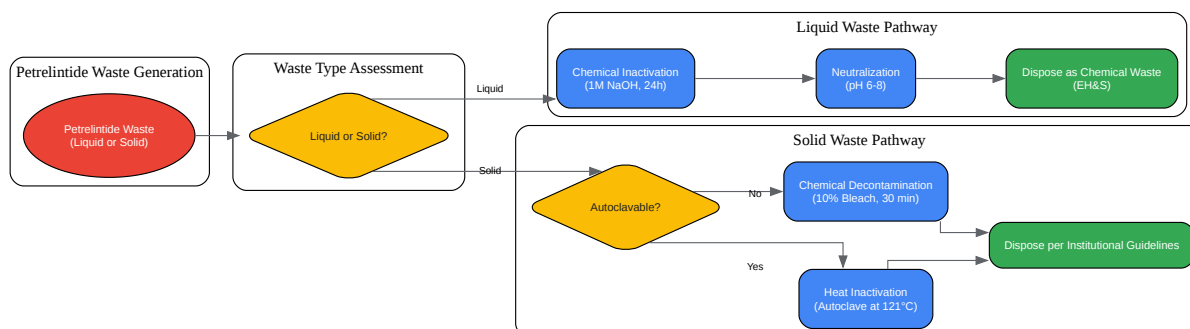 Petrelintide Waste Generation
Petrelintide Waste
(Liquid or Solid)
Waste Type Assessment
Liquid or Solid?
Liquid
Solid
Liquid Waste Pathway
Chemical Inactivation
(1M NaOH, 24h)
Neutralization
(pH 6-8)
Dispose as Chemical Waste
(EH&S)
Solid Waste Pathway
Autoclavable?
No
Yes
Chemical Decontamination
(10% Bleach, 30 min)
Heat Inactivation
(Autoclave at 121°C)
Dispose per Institutional Guidelines